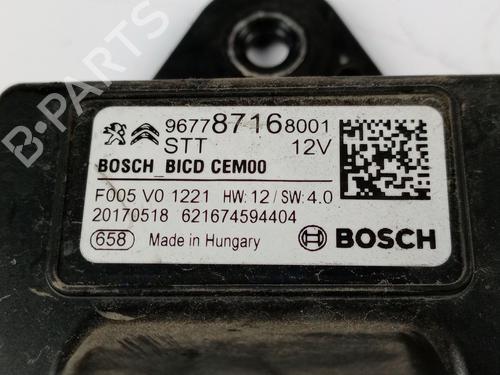 B-PARTS
96778716 8001
STT 12V
BOSCH_BICD CEM00
F005 V0 1221 HW: 12 / SW: 4.0
20170518 621674594404
658 Made in Hungary BOSCH